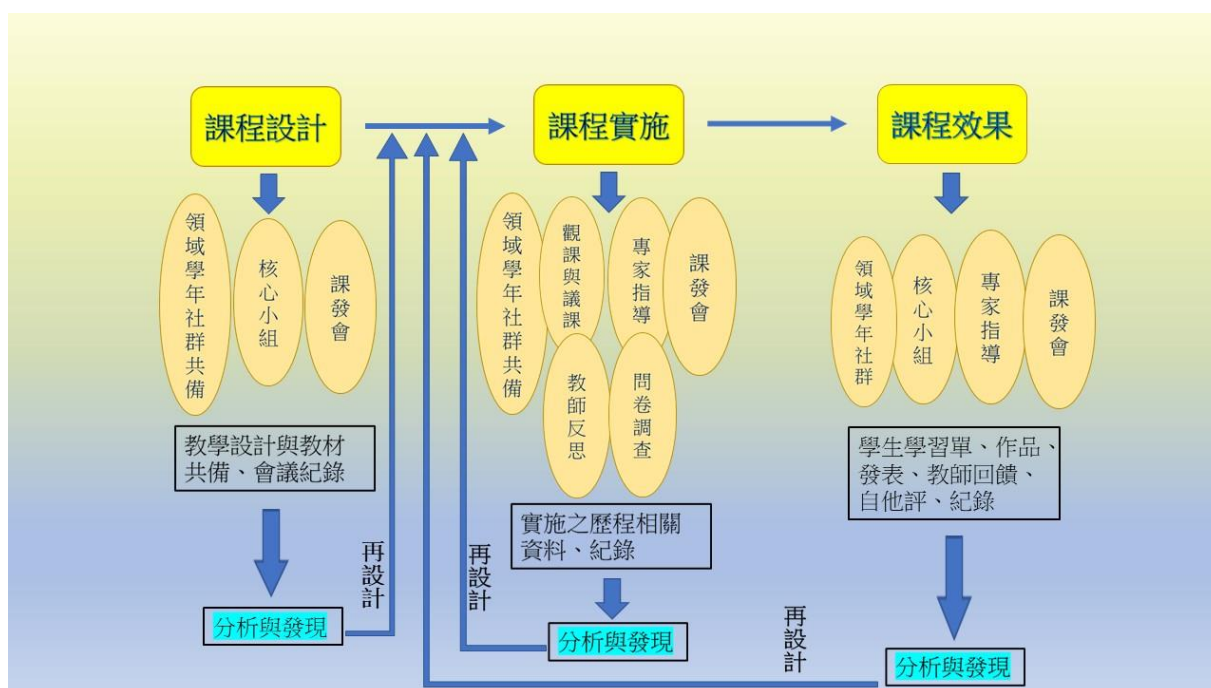 課程設計
課程實施
課程效果
領域學年社群共備
核心小組
課發會
領域學年社群共備
觀課與議課
專家指導
課發會
教師反思
問卷調查
領域學年社群
核心小組
專家指導
課發會
教學設計與教材
共備、會議紀錄
實施之歷程相關
資料、紀錄
學生學習單、作品、
發表、教師回饋、
自他評、紀錄
再設計
再設計
再設計
分析與發現
分析與發現
分析與發現